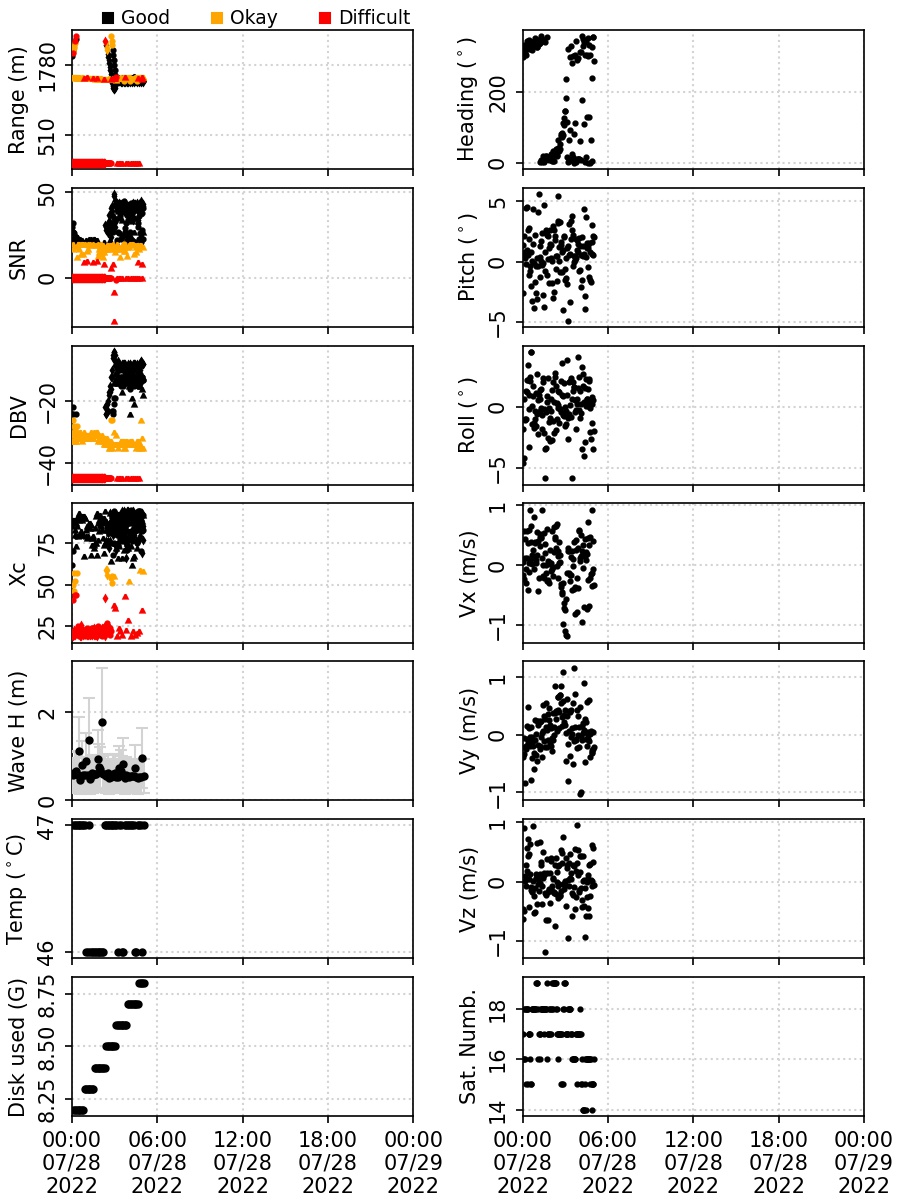 Good Okay Difficult
Range (m)
1780
510
Heading (°)
200
0
SNR
50
0
Pitch (°)
5
0
−5
DBV
−20
−40
Roll (°)
0
−5
Xc
75
50
25
Vx (m/s)
1
0
−1
Wave H (m)
2
0
Vy (m/s)
1
0
−1
Temp (°C)
47
46
Vz (m/s)
1
0
−1
Disk used (G)
8.75
8.50
8.25
Sat. Numb.
18
16
14
00:00 06:00 12:00 18:00 00:00
07/28 07/28 07/28 07/28 07/29
2022 2022 2022 2022 2022
00:00 06:00 12:00 18:00 00:00
07/28 07/28 07/28 07/28 07/29
2022 2022 2022 2022 2022